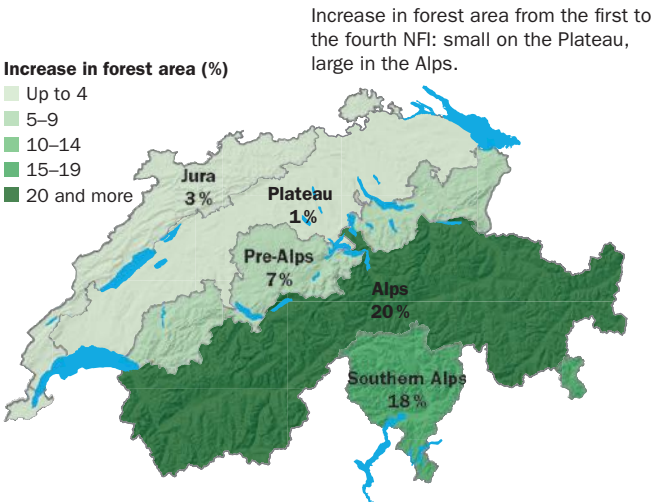 Increase in forest area from the first to
the fourth NFI: small on the Plateau,
large in the Alps.
Increase in forest area (%)
Up to 4
5–9
10–14
15–19
20 and more
Jura
3 %
Plateau
1 %
Pre-Alps
7 %
Alps
20 %
Southern Alps
18 %